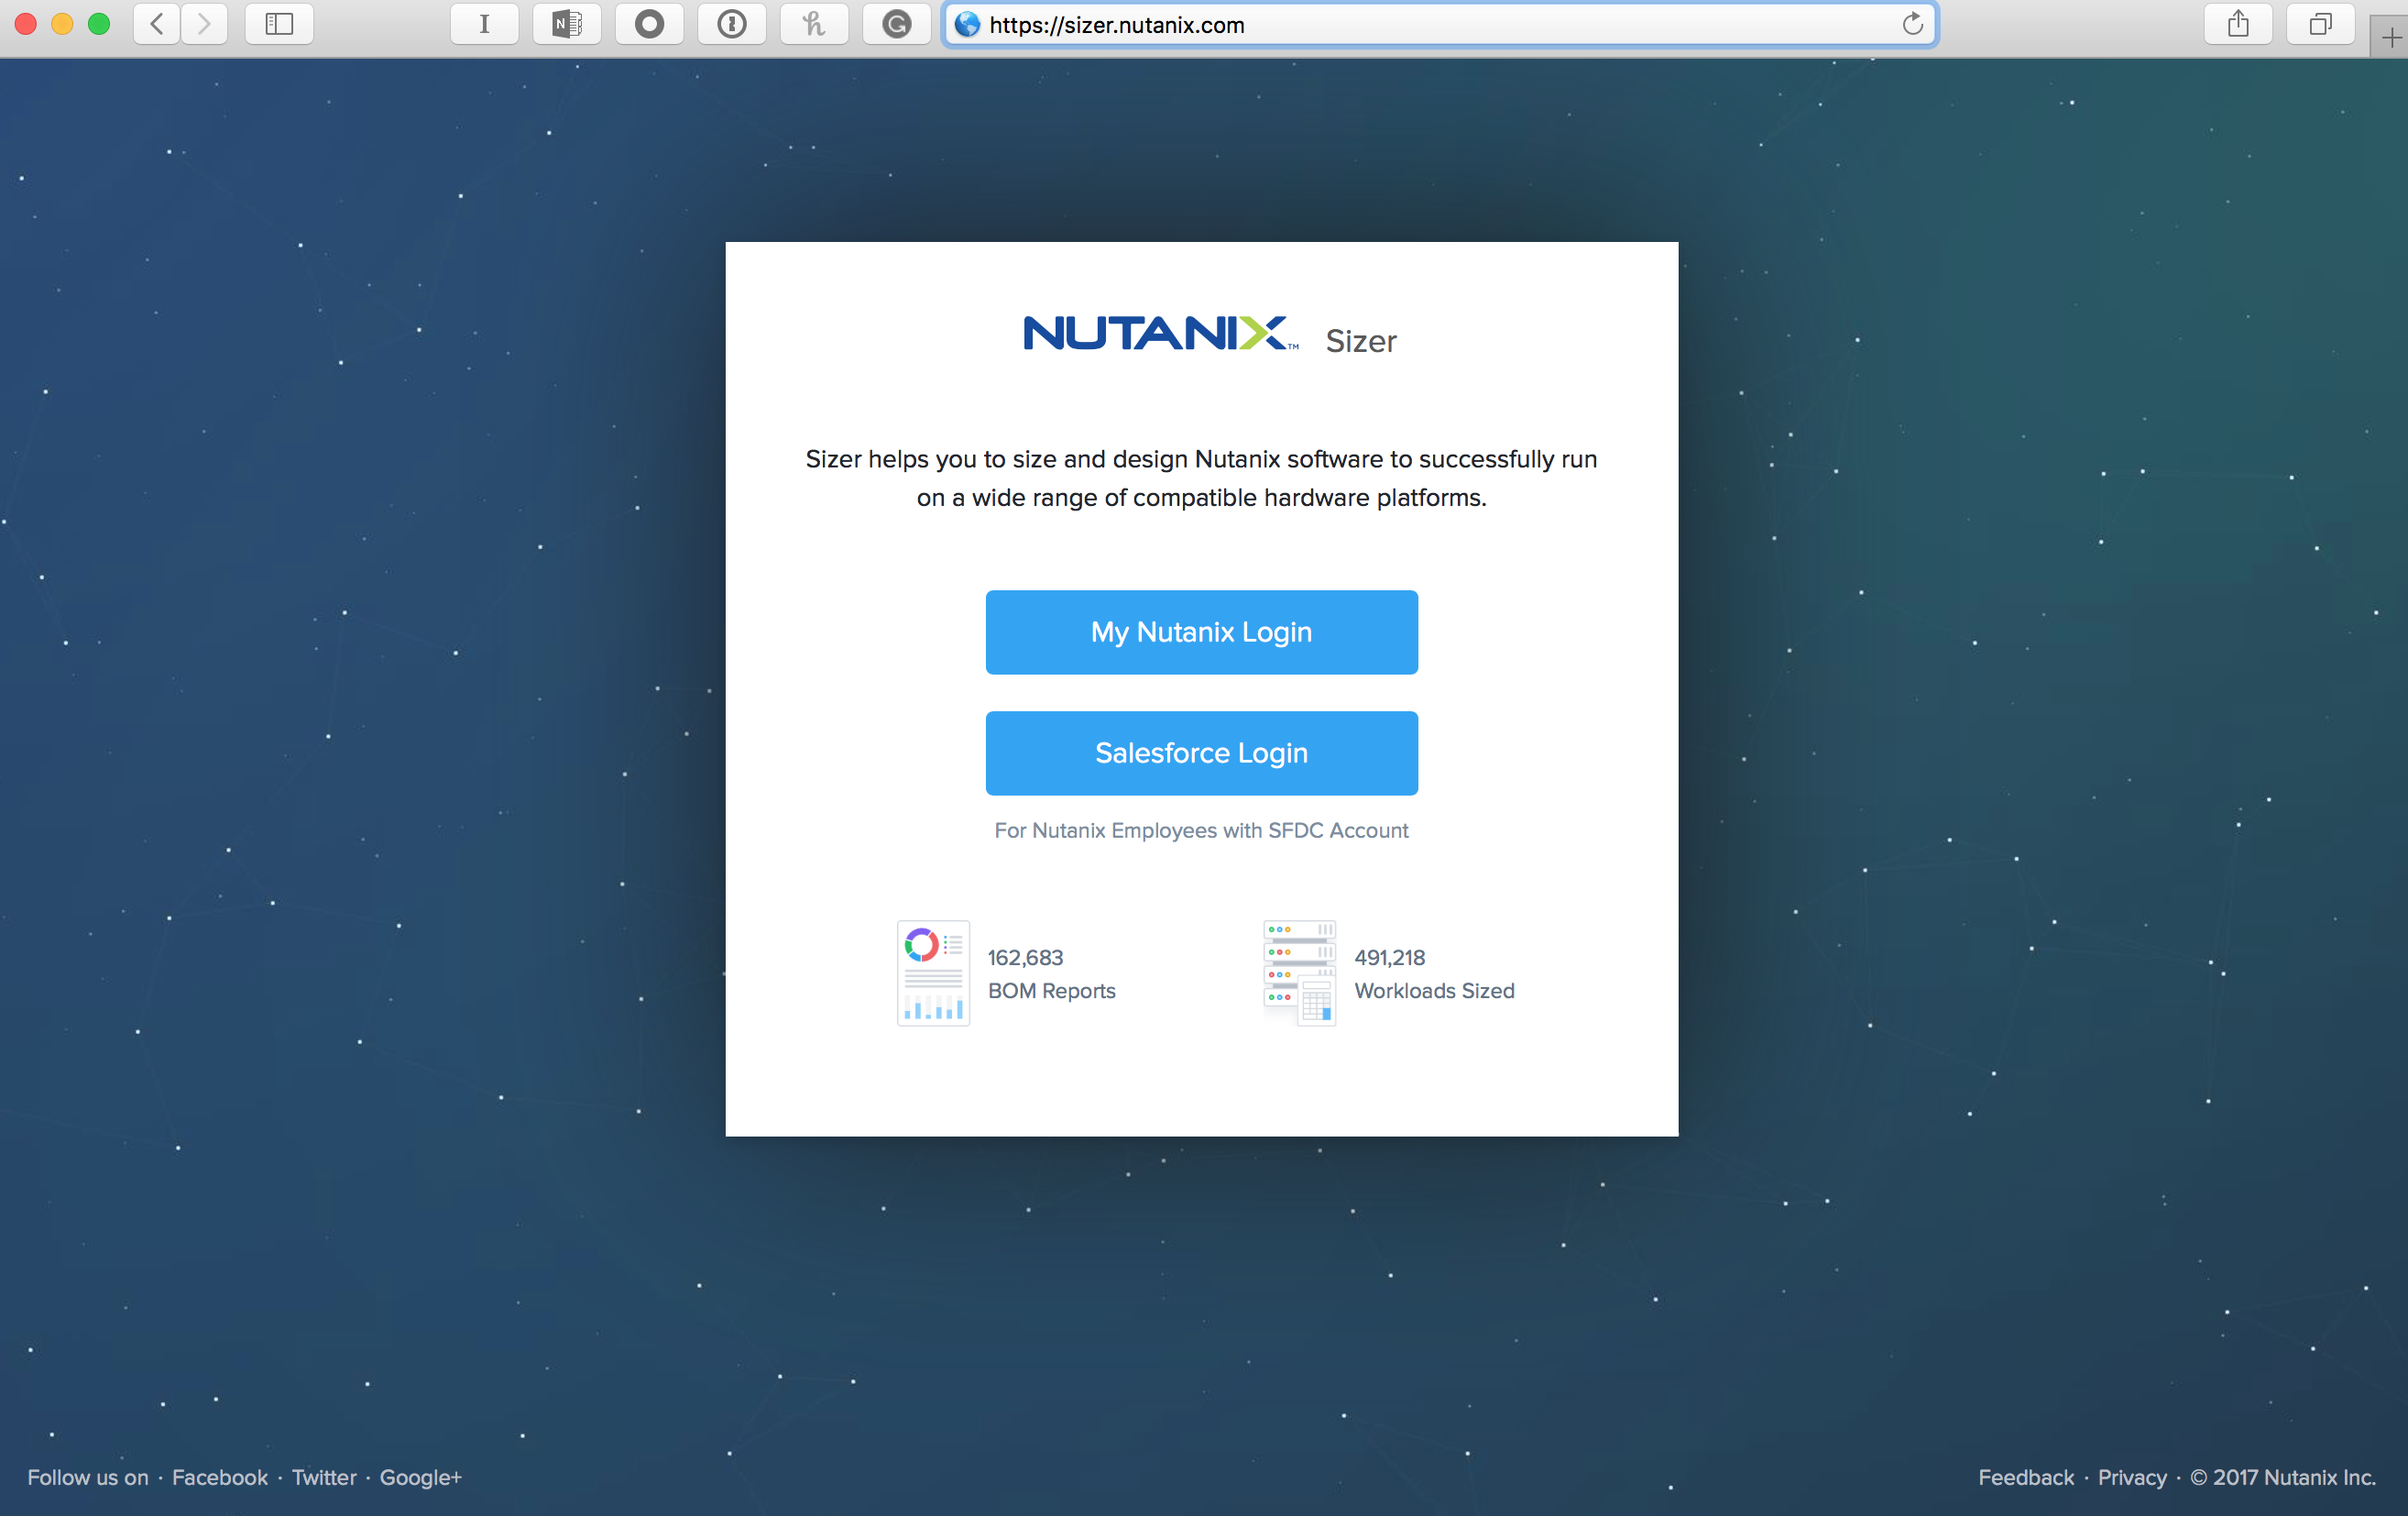 https://sizer.nutanix.com
NUTANIX™ Sizer
Sizer helps you to size and design Nutanix software to successfully run
on a wide range of compatible hardware platforms.
My Nutanix Login
Salesforce Login
For Nutanix Employees with SFDC Account
162,683
BOM Reports
491,218
Workloads Sized
Follow us on · Facebook · Twitter · Google+
Feedback · Privacy · © 2017 Nutanix Inc.